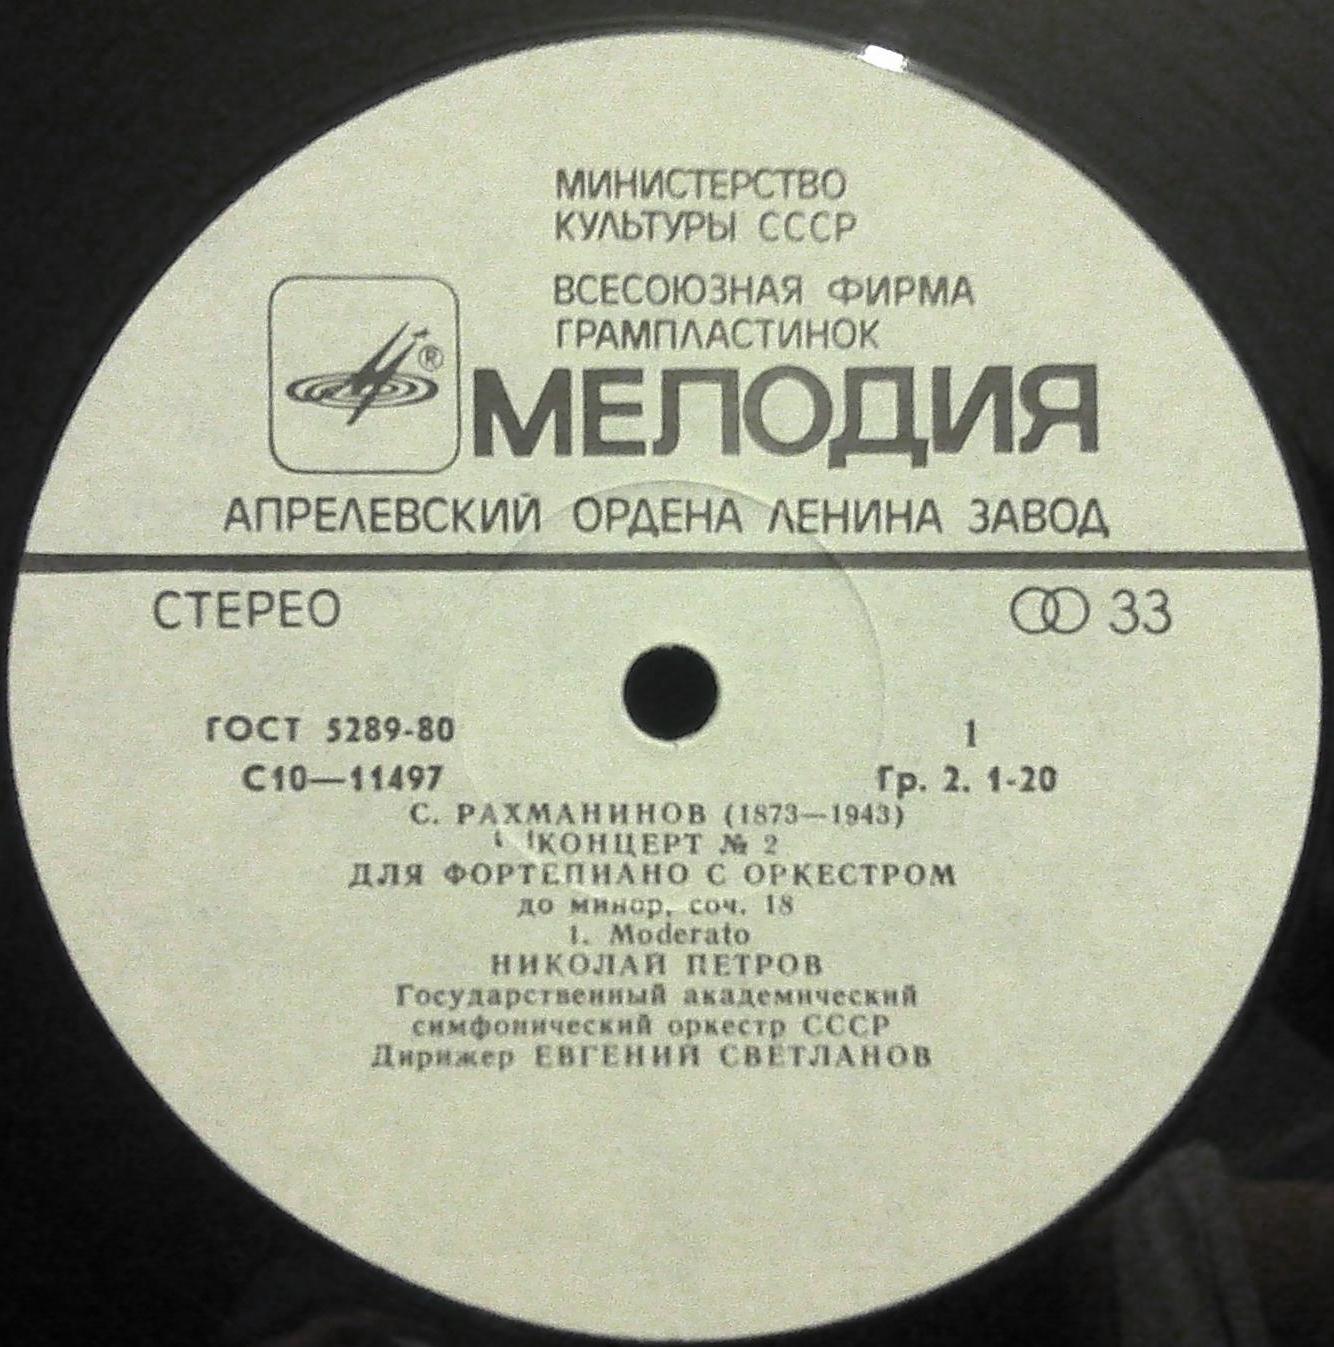 МИНИСТЕРСТВО
КУЛЬТУРЫ СССР
ВСЕСОЮЗНАЯ ФИРМА
ГРАМПЛАСТИНОК
®
МЕЛОДИЯ
АПРЕЛЕВСКИЙ ОРДЕНА ЛЕНИНА ЗАВОД
СТЕРЕО 33
ГОСТ 5289-80 1
С10—11497 Гр. 2. 1-20
С. РАХМАНИНОВ (1873—1943)
КОНЦЕРТ № 2
ДЛЯ ФОРТЕПИАНО С ОРКЕСТРОМ
до минор, соч. 18
1. Moderato
НИКОЛАЙ ПЕТРОВ
Государственный академический
симфонический оркестр СССР
Дирижер ЕВГЕНИЙ СВЕТЛАНОВ